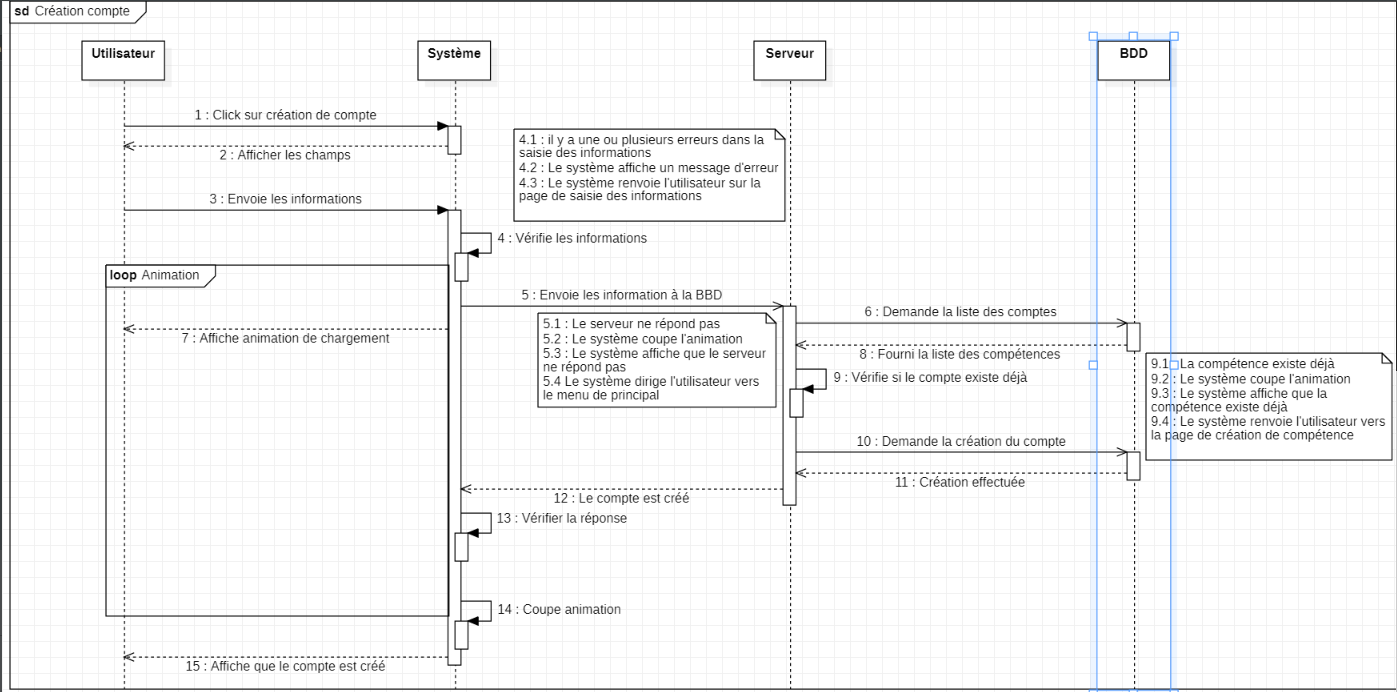 sd Création compte
Utilisateur
Système
Serveur
BDD
1 : Click sur création de compte
2 : Afficher les champs
4.1 : il y a une ou plusieurs erreurs dans la
saisie des informations
4.2 : Le système affiche un message d'erreur
4.3 : Le système renvoie l'utilisateur sur la
page de saisie des informations
3 : Envoie les informations
4 : Vérifie les informations
loop Animation
5 : Envoie les information à la BBD
6 : Demande la liste des comptes
7 : Affiche animation de chargement
5.1 : Le serveur ne répond pas
5.2 : Le système coupe l'animation
5.3 : Le système affiche que le serveur
ne répond pas
5.4 Le système dirige l'utilisateur vers
le menu de principal
8 : Fourni la liste des compétences
9 : Vérifie si le compte existe déjà
9.1 : La compétence existe déjà
9.2 : Le système coupe l'animation
9.3 : Le système affiche que la
compétence existe déjà
9.4 : Le système renvoie l'utilisateur vers
la page de création de compétence
10 : Demande la création du compte
11 : Création effectuée
12 : Le compte est créé
13 : Vérifier la réponse
14 : Coupe animation
15 : Affiche que le compte est créé